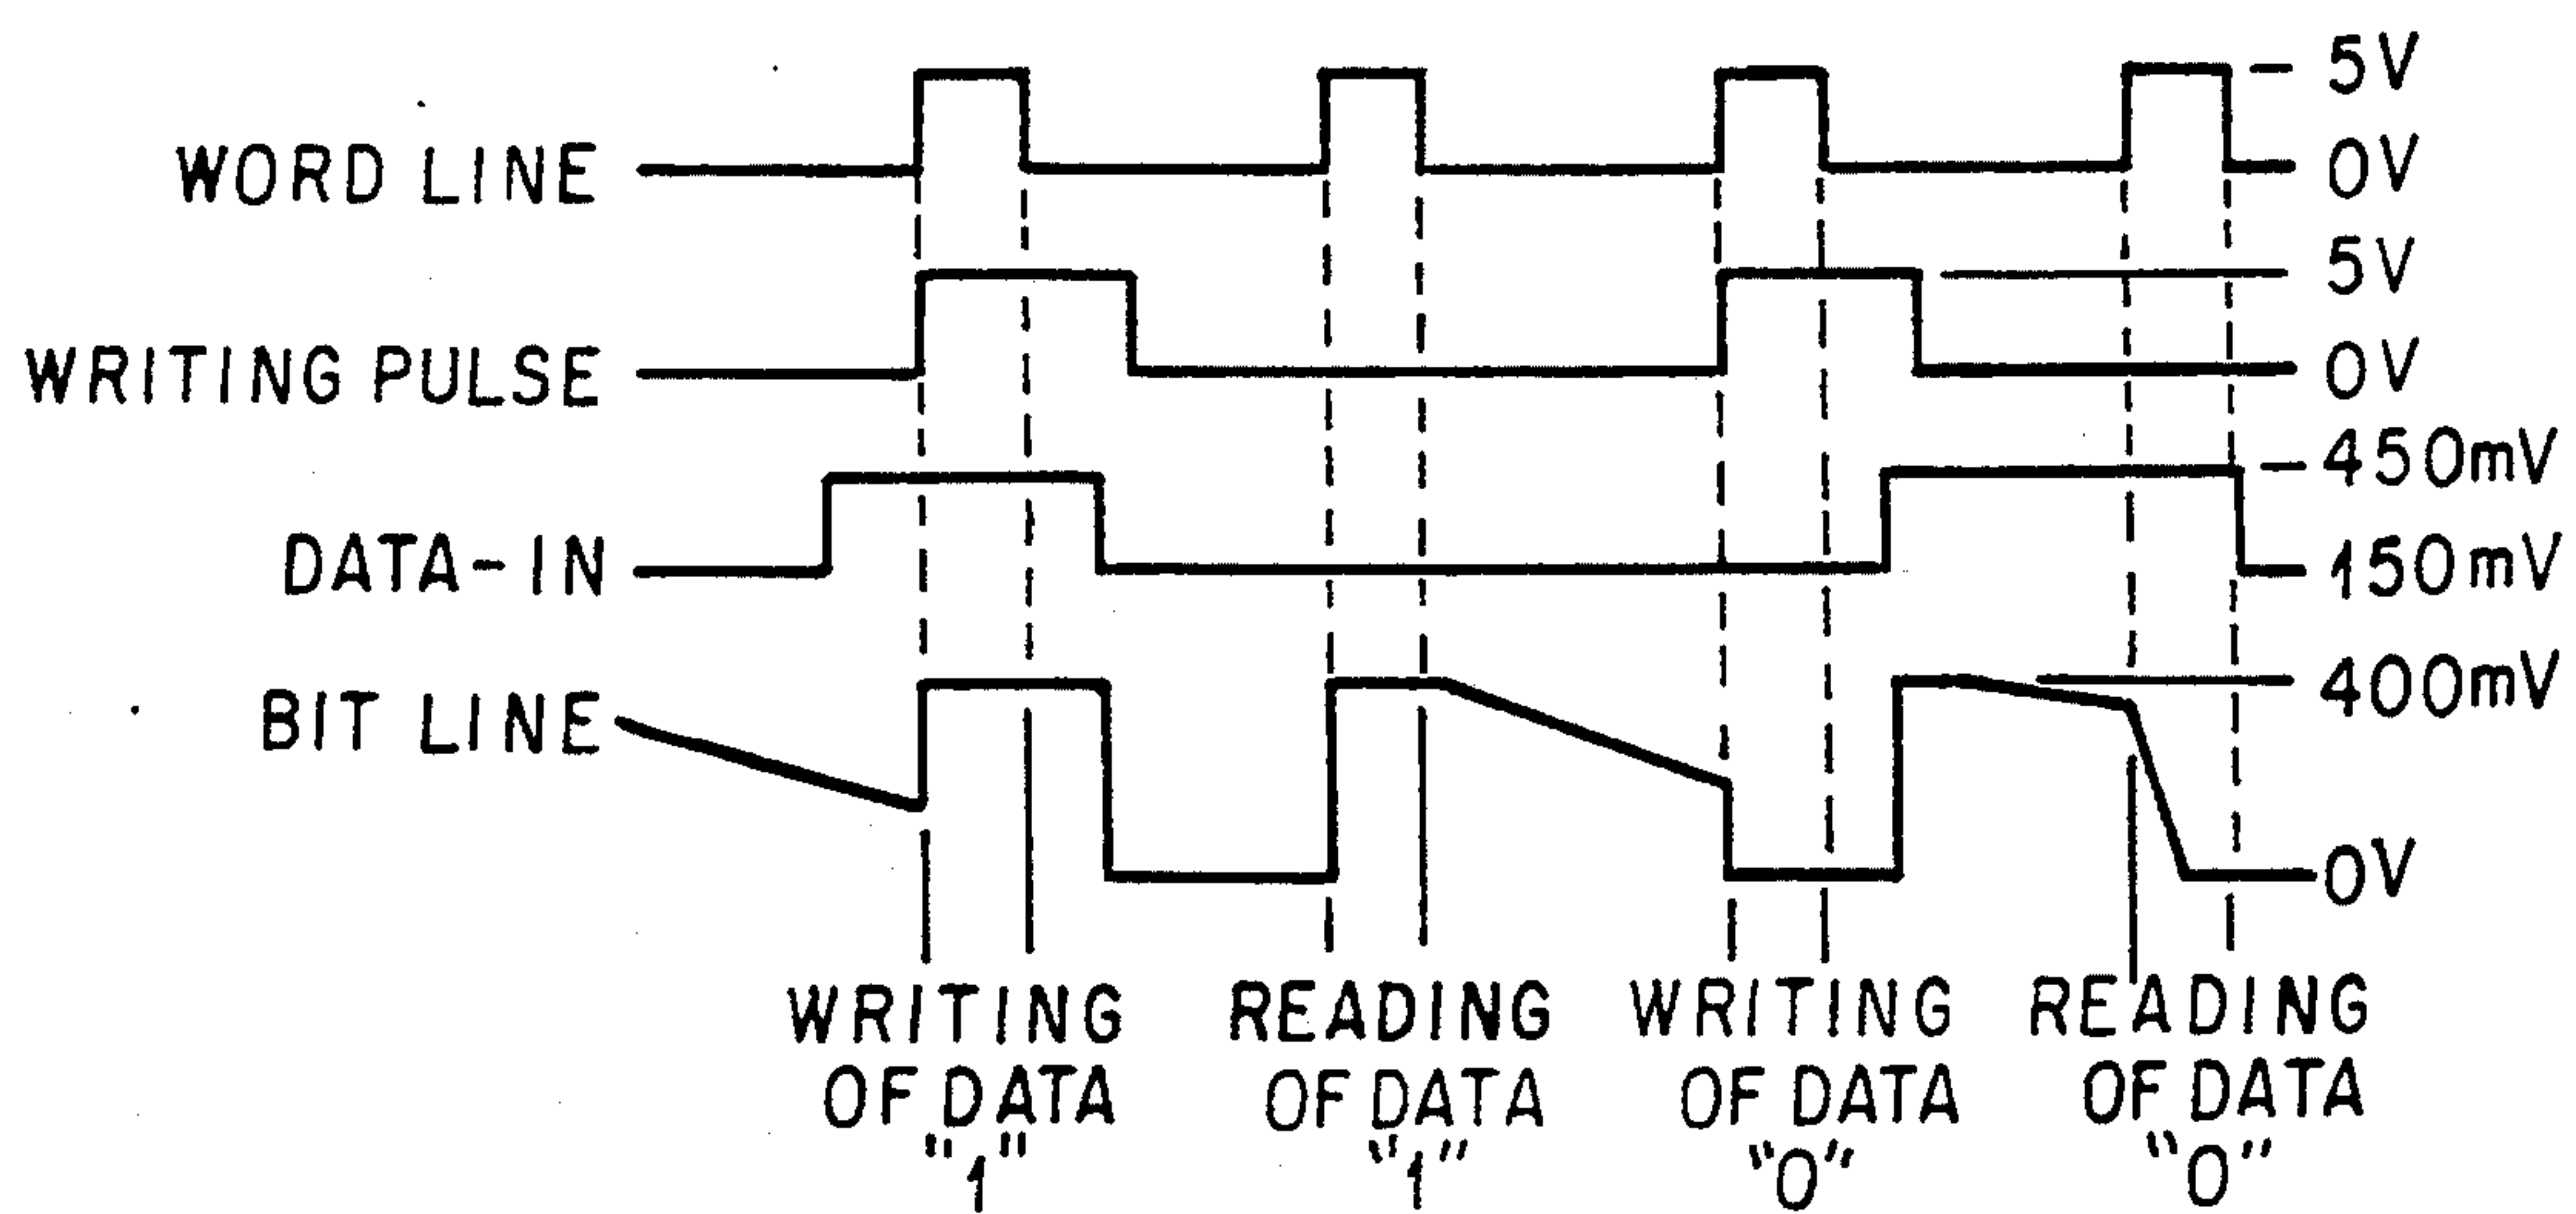 5V
WORD LINE
0V
5V
WRITING PULSE
0V
450mV
DATA-IN
150mV
400mV
BIT LINE
0V
WRITING OF DATA "1"
READING OF DATA "1"
WRITING OF DATA "0"
READING OF DATA "0"